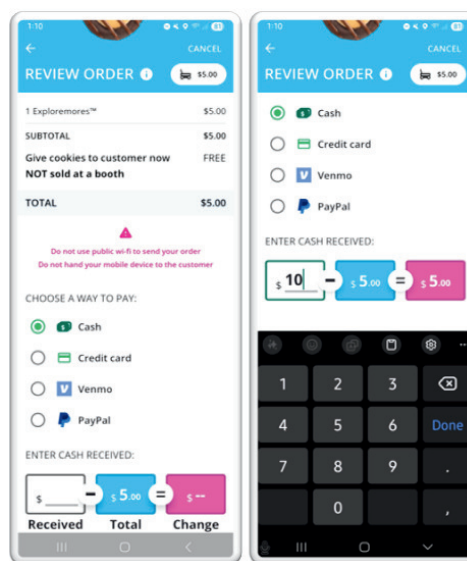 1:10
CANCEL
REVIEW ORDER i $5.00
1 Exploremores™ $5.00
SUBTOTAL $5.00
Give cookies to customer now FREE
NOT sold at a booth
TOTAL $5.00
Do not use public wi-fi to send your order
Do not hand your mobile device to the customer
CHOOSE A WAY TO PAY:
Cash
Credit card
Venmo
PayPal
ENTER CASH RECEIVED:
$ ____ - $ 5.00 = $ --
Received Total Change
1:10
CANCEL
REVIEW ORDER i $5.00
Cash
Credit card
Venmo
PayPal
ENTER CASH RECEIVED:
$ 10 - $ 5.00 = $ 5.00
1 2 3
4 5 6 Done
7 8 9 .
0 ,